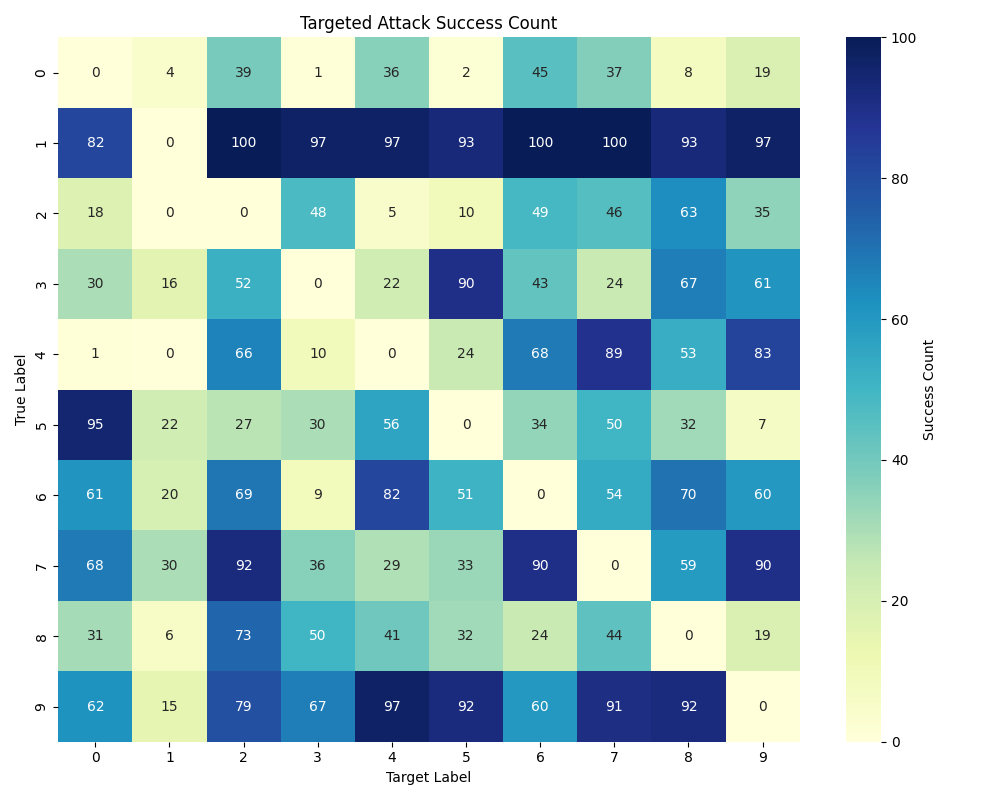 Targeted Attack Success Count
True Label
0 0 4 39 1 36 2 45 37 8 19
1 82 0 100 97 97 93 100 100 93 97
2 18 0 0 48 5 10 49 46 63 35
3 30 16 52 0 22 90 43 24 67 61
4 1 0 66 10 0 24 68 89 53 83
5 95 22 27 30 56 0 34 50 32 7
6 61 20 69 9 82 51 0 54 70 60
7 68 30 92 36 29 33 90 0 59 90
8 31 6 73 50 41 32 24 44 0 19
9 62 15 79 67 97 92 60 91 92 0
0 1 2 3 4 5 6 7 8 9
Target Label
100
80
60
40
20
0
Success Count